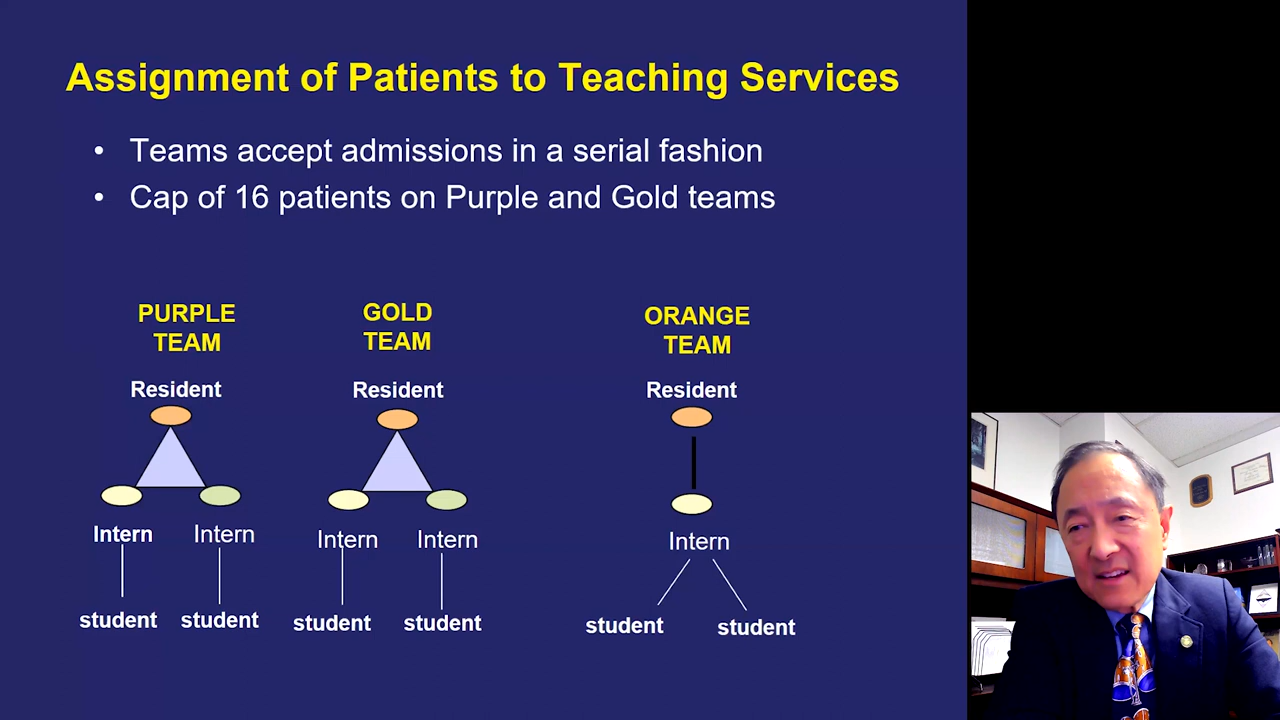 Assignment of Patients to Teaching Services
• Teams accept admissions in a serial fashion
• Cap of 16 patients on Purple and Gold teams
PURPLE
TEAM
Resident
Intern
Intern
student
student
GOLD
TEAM
Resident
Intern
Intern
student
student
ORANGE
TEAM
Resident
Intern
student
student